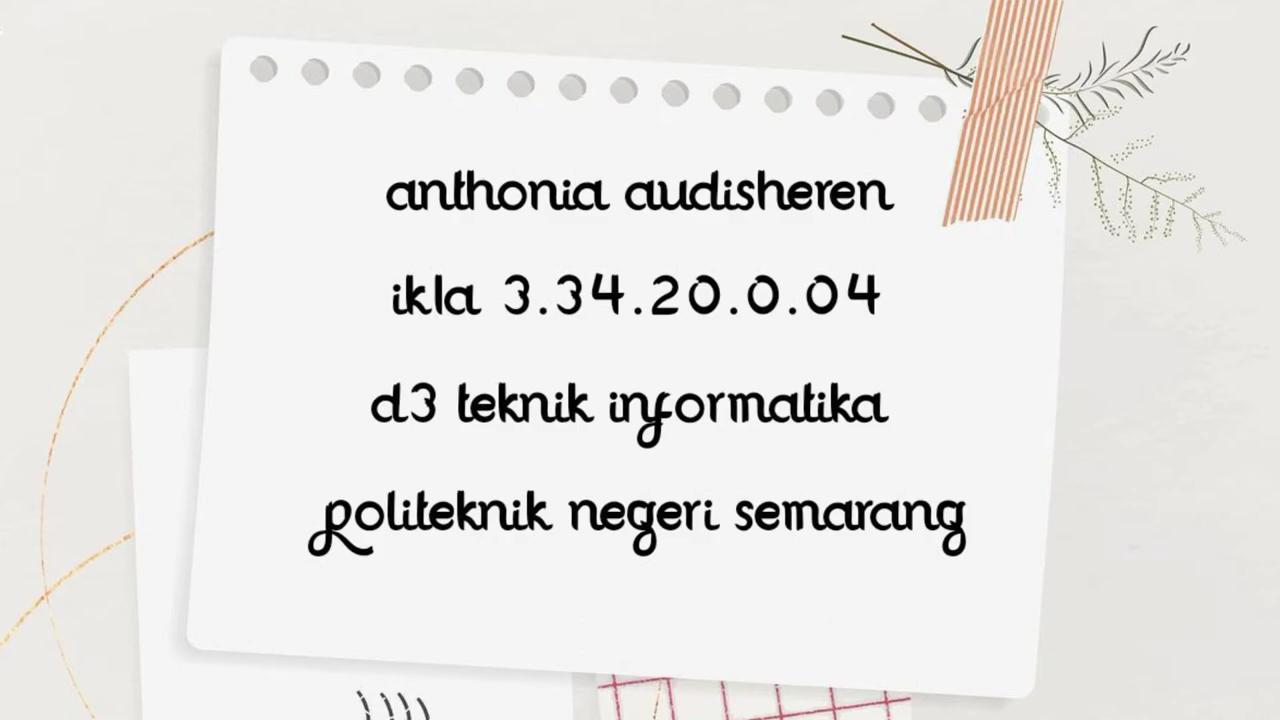 anthonia audisheren
ikla 3.34.20.0.04
d3 teknik informatika
politeknik negeri semarang